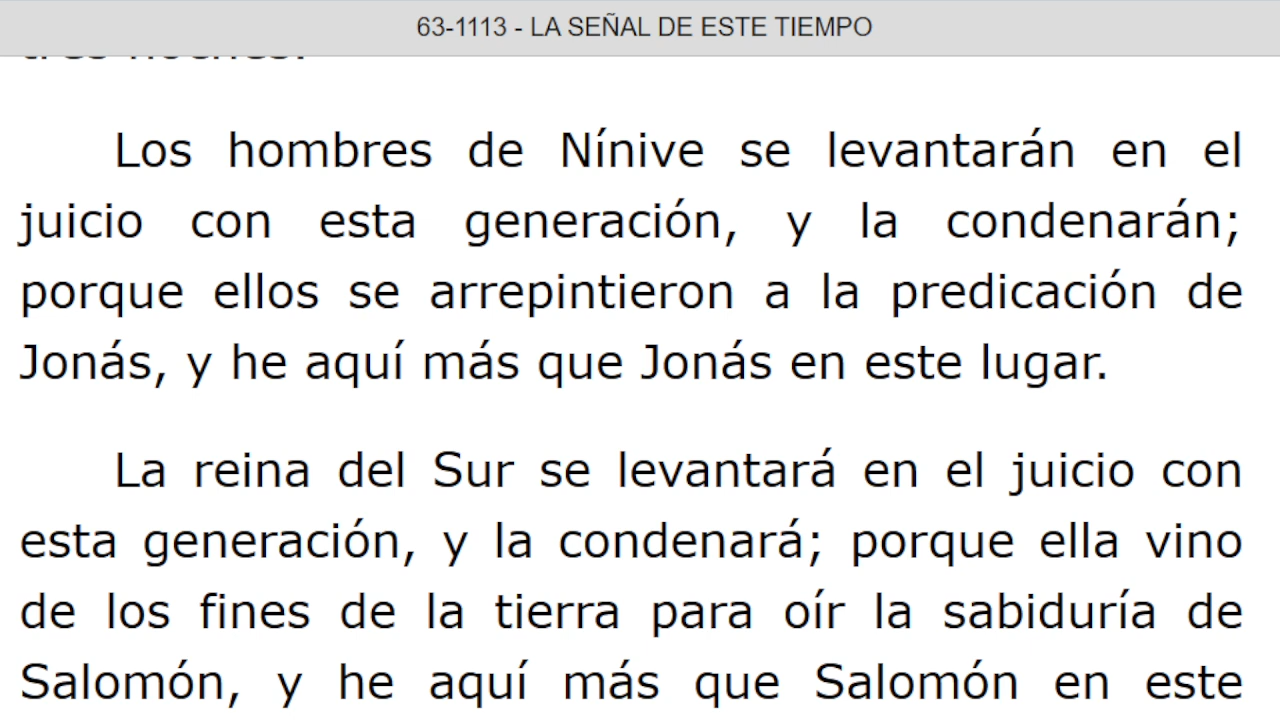 63-1113 - LA SEÑAL DE ESTE TIEMPO
tres noches.
Los hombres de Nínive se levantarán en el
juicio con esta generación, y la condenarán;
porque ellos se arrepintieron a la predicación de
Jonás, y he aquí más que Jonás en este lugar.
La reina del Sur se levantará en el juicio con
esta generación, y la condenará; porque ella vino
de los fines de la tierra para oír la sabiduría de
Salomón, y he aquí más que Salomón en este